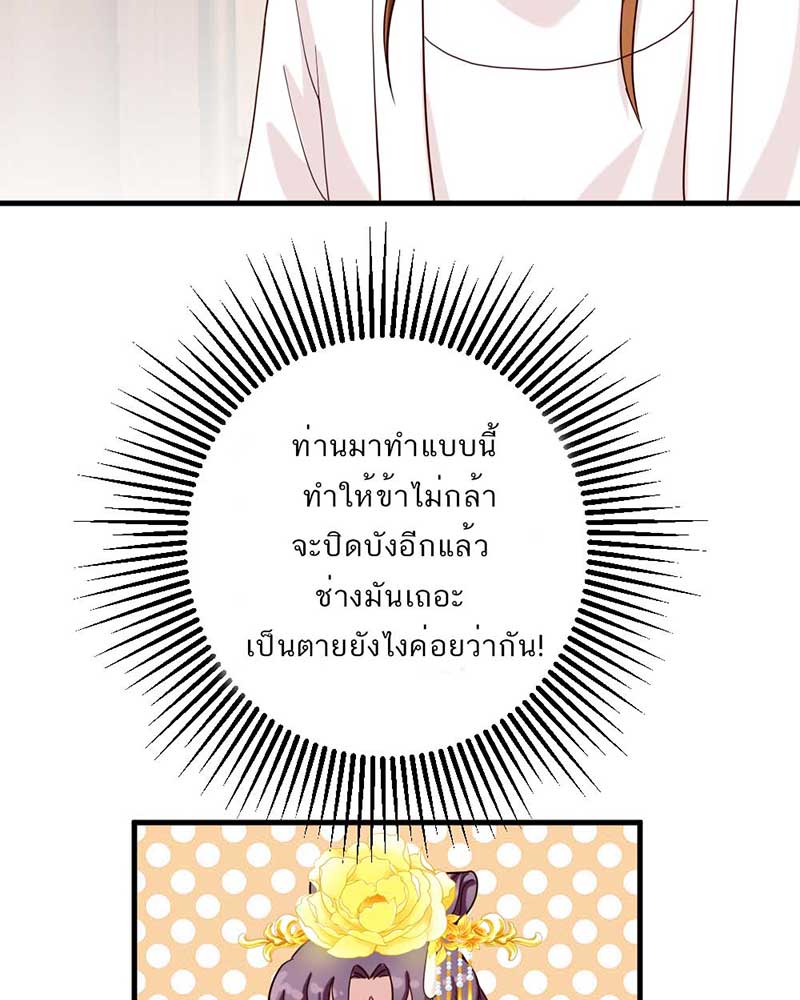 ท่านมาทำแบบนี้
ทำให้ข้าไม่กล้า
จะปิดบังอีกแล้ว
ช่างมันเถอะ
เป็นตายยังไงค่อยว่ากัน!